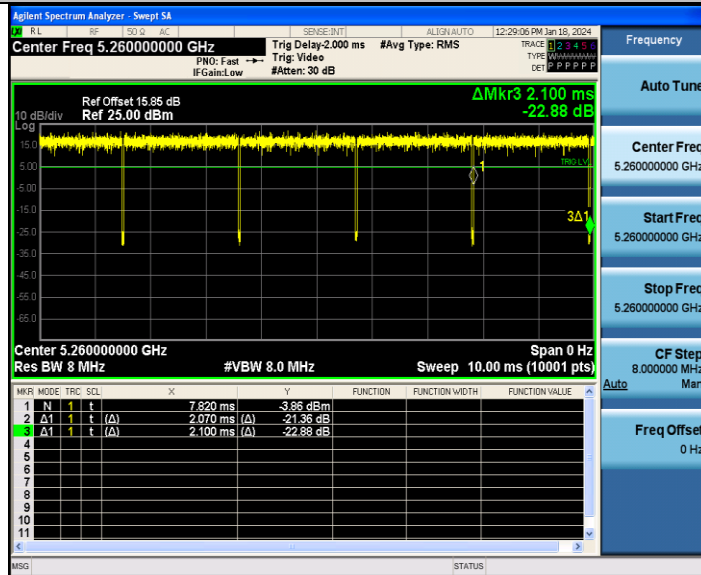 Agilent Spectrum Analyzer - Swept SA
RL RF 50 Ω AC SENSE:INT ALIGNAUTO 12:29:06 PM Jan 18, 2024
Center Freq 5.260000000 GHz Trig Delay-2.000 ms #Avg Type: RMS TRACE 1 2 3 4 5 6
PNO: Fast Trig: Video TYPE
IFGain:Low #Atten: 30 dB DET P P P P P P
ΔMkr3 2.100 ms
-22.88 dB
Ref Offset 15.85 dB
10 dB/div Ref 25.00 dBm
Log
15.0
5.00
TRIG LVL
1
-5.00
-15.0
3Δ1
-25.0
-35.0
-45.0
-55.0
-65.0
Center 5.260000000 GHz Span 0 Hz
Res BW 8 MHz #VBW 8.0 MHz Sweep 10.00 ms (10001 pts)
MKR MODE TRC SCL X Y FUNCTION FUNCTION WIDTH FUNCTION VALUE
1 N 1 t 7.820 ms -3.86 dBm
2 Δ1 1 t (Δ) 2.070 ms (Δ) -21.36 dB
3 Δ1 1 t (Δ) 2.100 ms (Δ) -22.88 dB
4
5
6
7
8
9
10
11
MSG STATUS
Frequency
Auto Tune
Center Freq
5.260000000 GHz
Start Freq
5.260000000 GHz
Stop Freq
5.260000000 GHz
CF Step
8.000000 MHz
Auto Man
Freq Offset
0 Hz